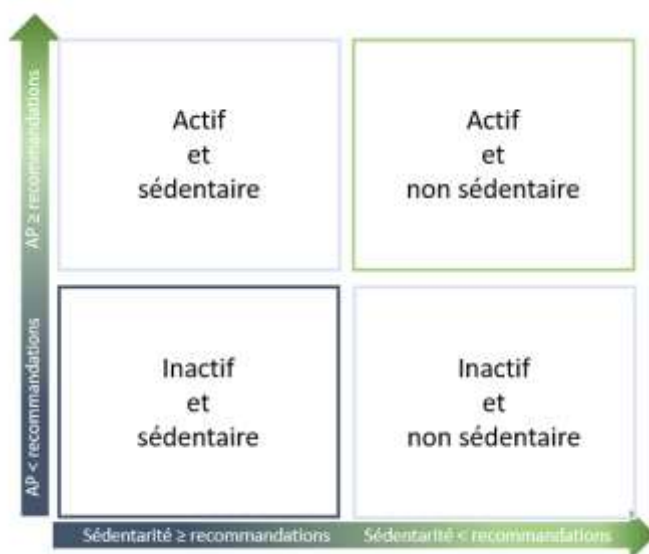 AP ≥ recommandations
Actif
et
sédentaire
Actif
et
non sédentaire
AP < recommandations
Inactif
et
sédentaire
Inactif
et
non sédentaire
Sédentarité ≥ recommandations
Sédentarité < recommandations